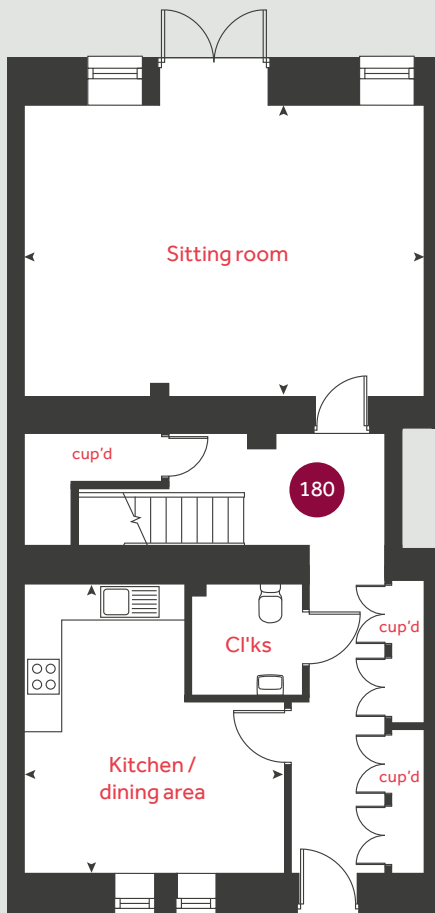 Sitting room
cup'd
180
cup'd
Cl'ks
Kitchen /
dining area
cup'd